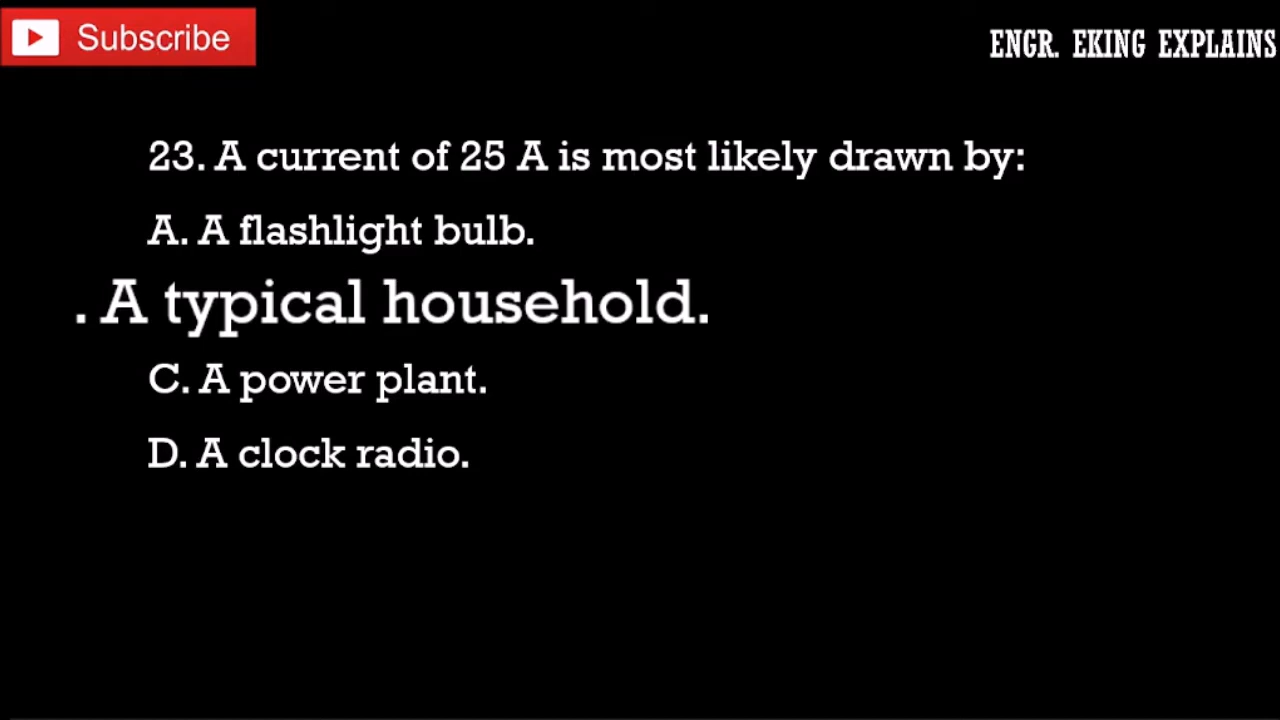 Subscribe
ENGR. EKING EXPLAINS
23. A current of 25 A is most likely drawn by:
A. A flashlight bulb.
. A typical household.
C. A power plant.
D. A clock radio.